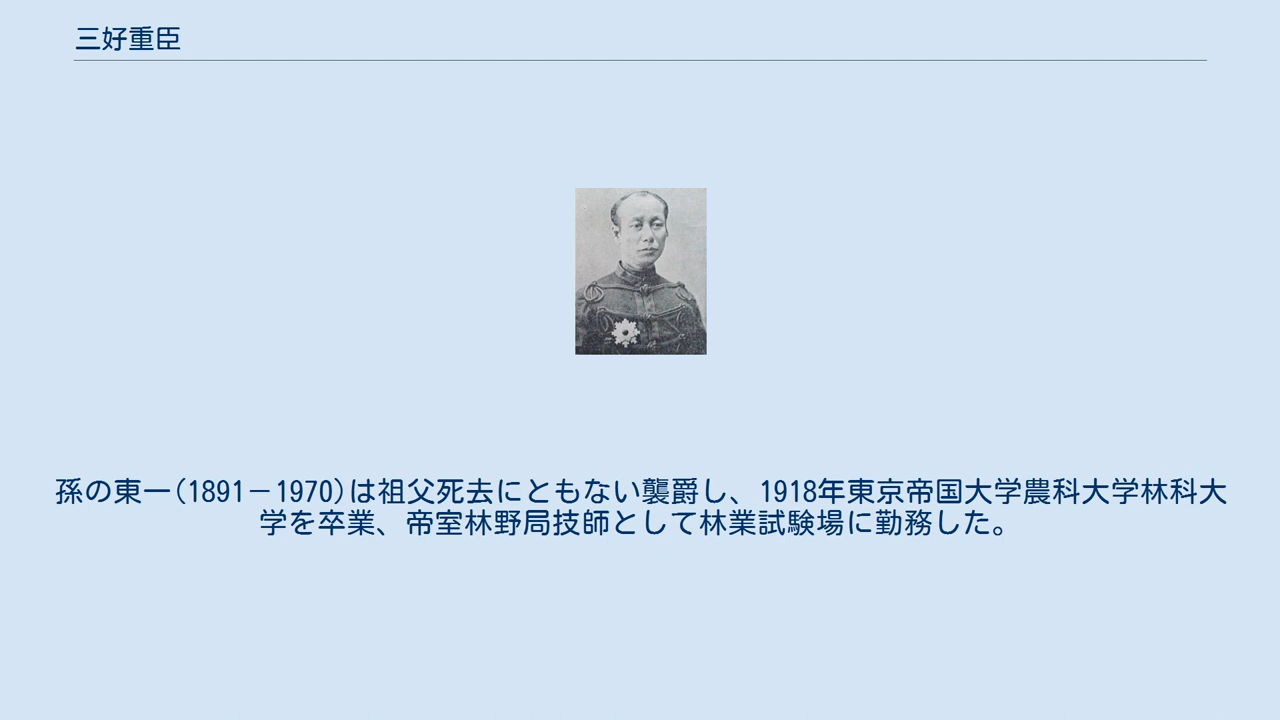 三好重臣
孫の東一(1891－1970)は祖父死去にともない襲爵し、1918年東京帝国大学農科大学林科大
学を卒業、帝室林野局技師として林業試験場に勤務した。